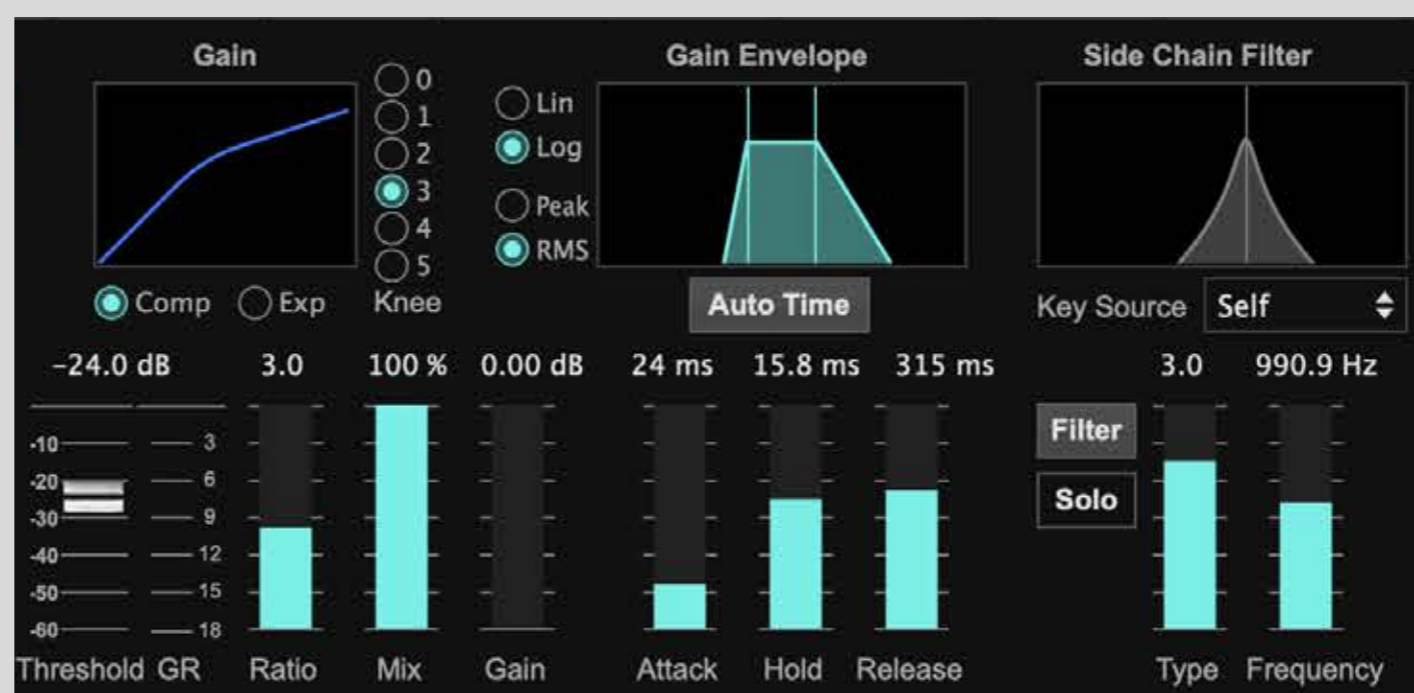 Gain Gain Envelope Side Chain Filter
0
1
2
3
4
5
Knee
Lin
Log
Peak
RMS
Comp Exp
Auto Time
Key Source Self
-24.0 dB 3.0 100 % 0.00 dB 24 ms 15.8 ms 315 ms 3.0 990.9 Hz
-10 3
-20 6
-30 9
-40 12
-50 15
-60 18
Filter
Solo
Threshold GR Ratio Mix Gain Attack Hold Release Type Frequency